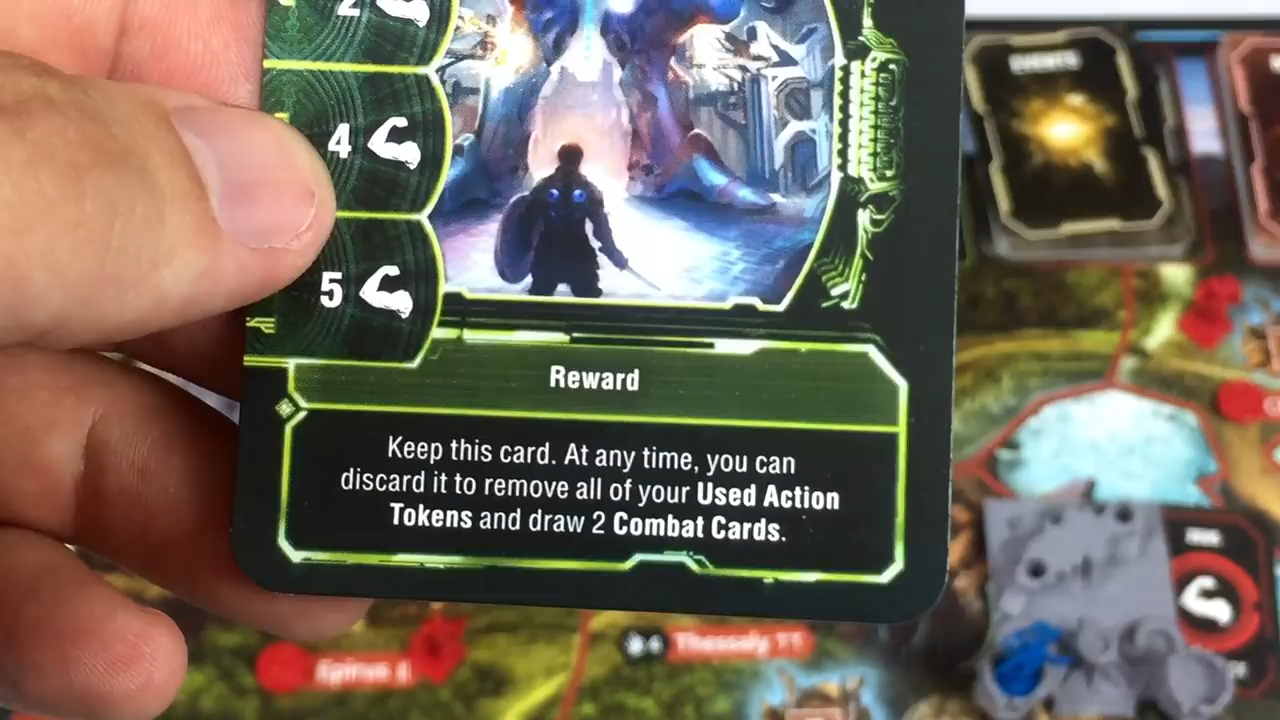 2
EVENTS
4
5
Reward
Keep this card. At any time, you can
discard it to remove all of your Used Action
Tokens and draw 2 Combat Cards.
Thessaly 11